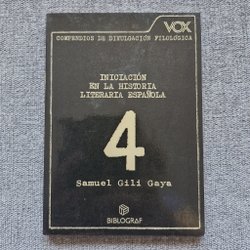 VOX
COMPENDIOS DE DIVULGACIÓN FILOLÓGICA
INICIACIÓN
EN LA HISTORIA
LITERARIA ESPAÑOLA
4
Samuel Gili Gaya
BIBLOGRAF